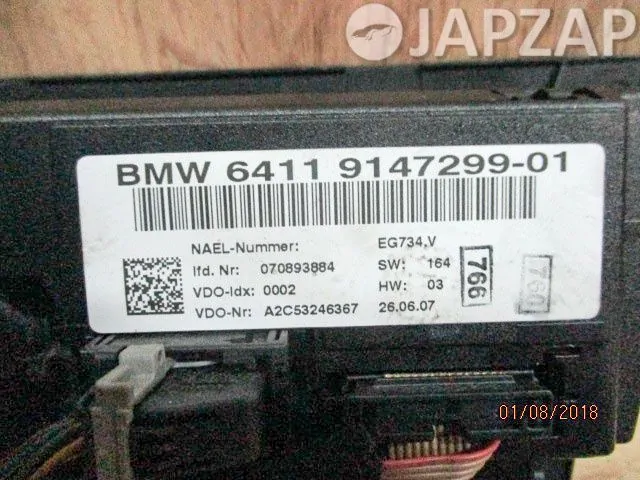 JAPZAP
BMW 6411 9147299-01
NAEL-Nummer: EG734.V
lfd. Nr: 070893884 SW: 164
VDO-Idx: 0002 HW: 03
VDO-Nr: A2C53246367 26.06.07
766
760
01/08/2018